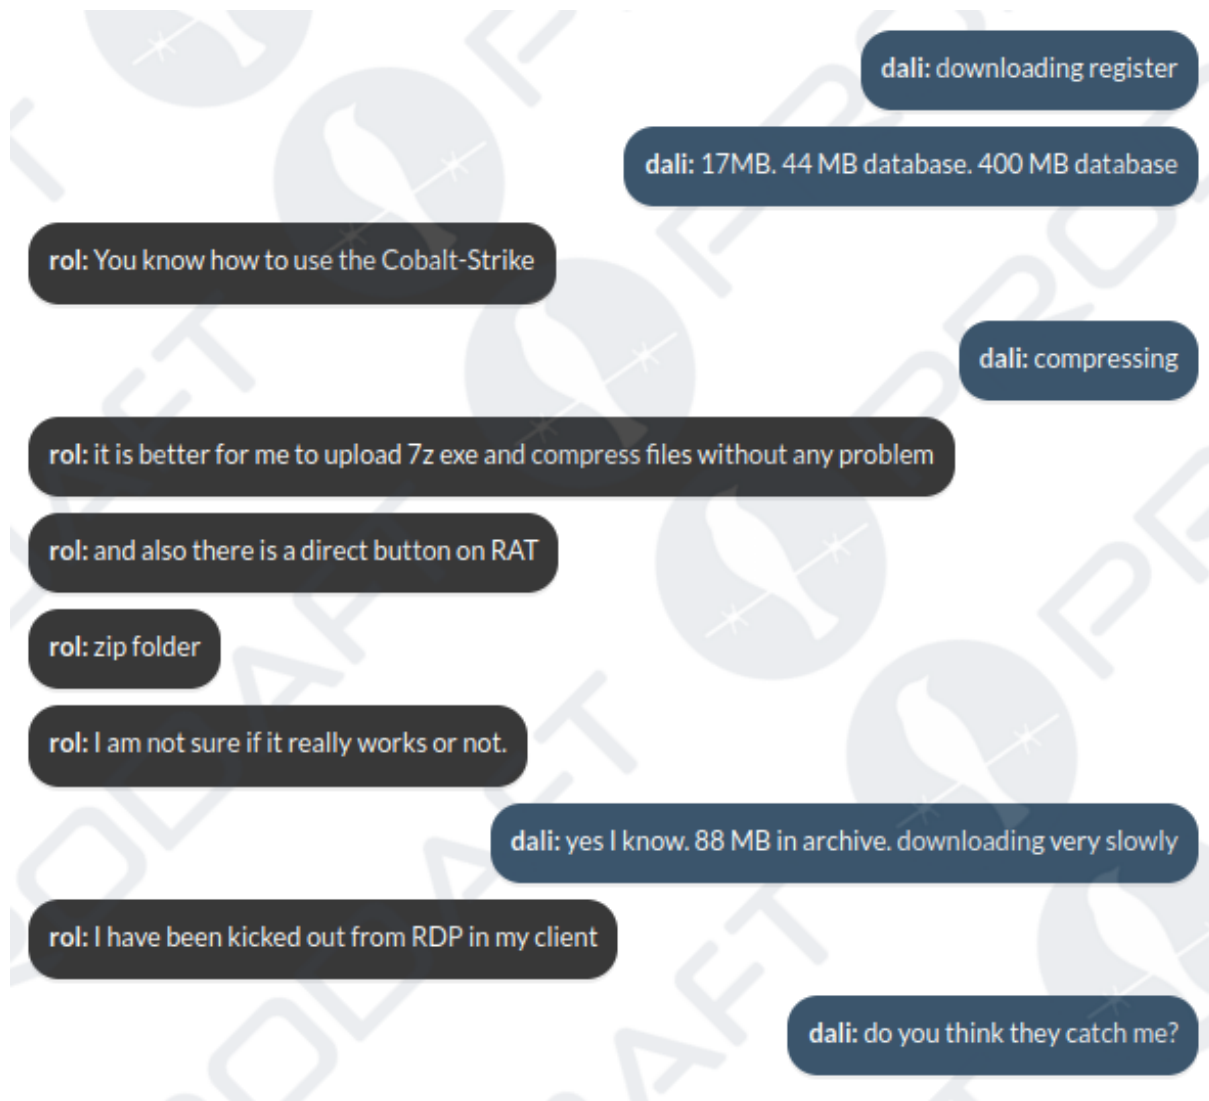 dali: downloading register
dali: 17MB. 44 MB database. 400 MB database
rol: You know how to use the Cobalt-Strike
dali: compressing
rol: it is better for me to upload 7z exe and compress files without any problem
rol: and also there is a direct button on RAT
rol: zip folder
rol: I am not sure if it really works or not.
dali: yes I know. 88 MB in archive. downloading very slowly
rol: I have been kicked out from RDP in my client
dali: do you think they catch me?